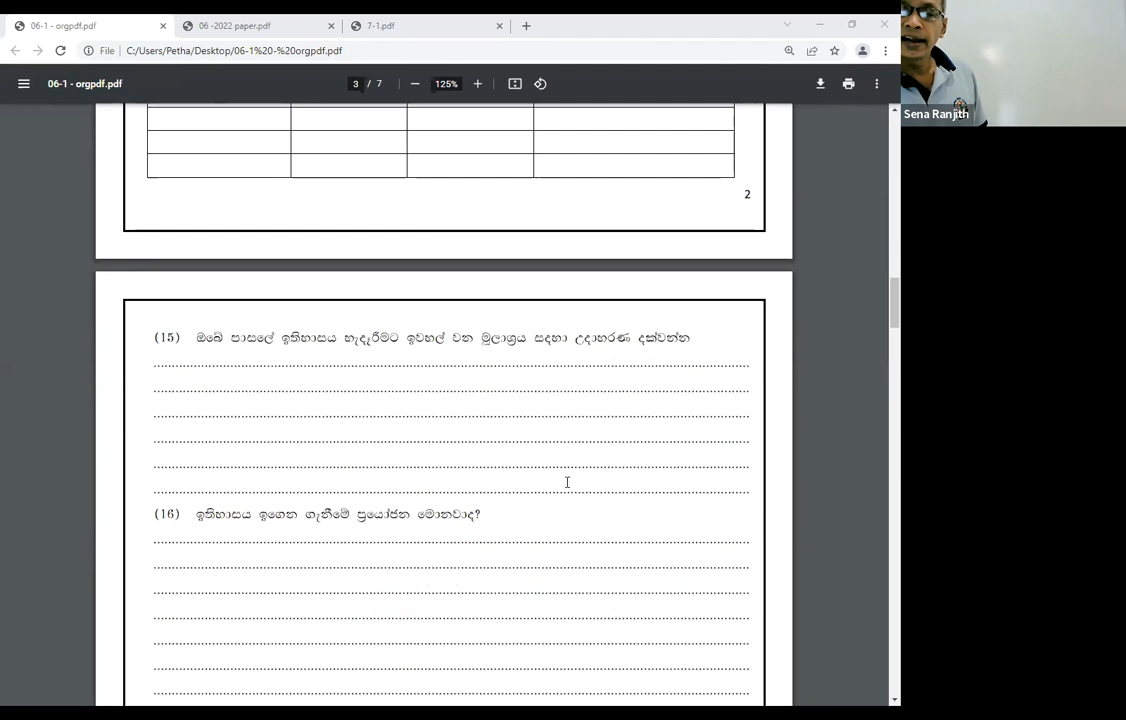 06-1 - orgpdf.pdf
06 -2022 paper.pdf
7-1.pdf
File
C:/Users/Petha/Desktop/06-1%20-%20orgpdf.pdf
06-1 - orgpdf.pdf
3 / 7
125%
Sena Ranjith
2
(15) ඔබේ පාසලේ ඉතිහාසය හැදෑරීමට ඉවහල් වන මූලාශ්‍රය සදහා උදාහරණ දක්වන්න
(16) ඉතිහාසය ඉගෙන ගැනීමේ ප්‍රයෝජන මොනවාද?